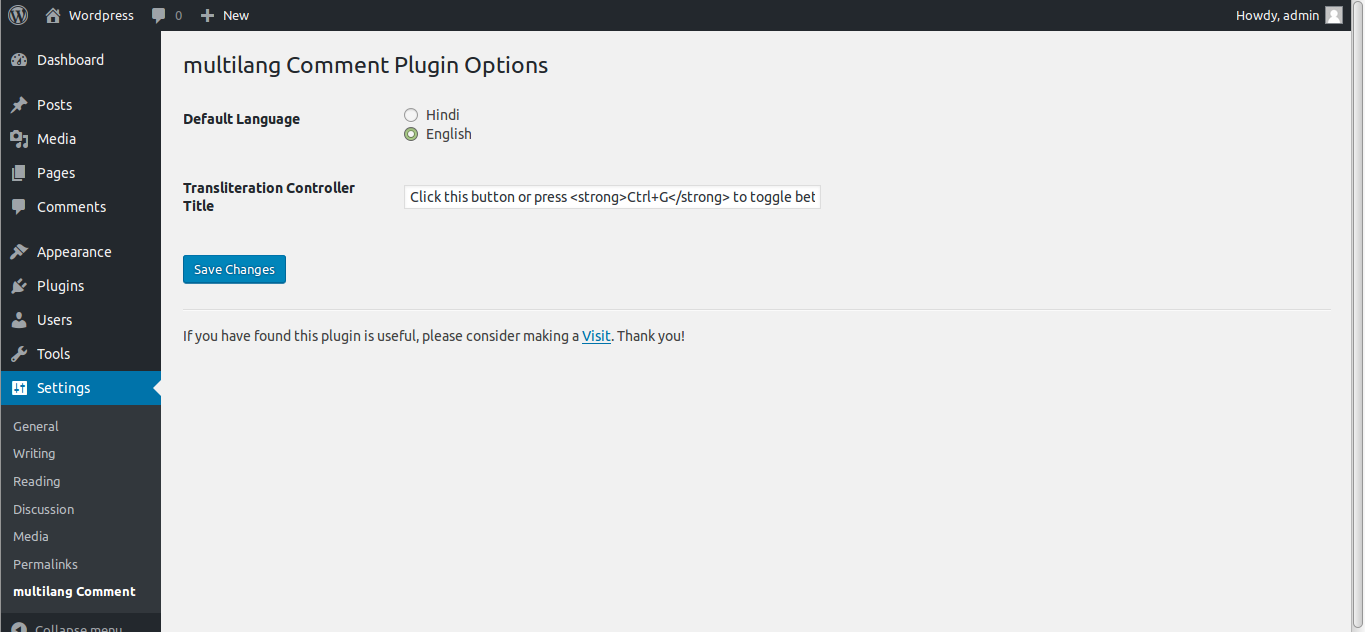 Wordpress 0 New Howdy, admin
Dashboard
Posts
Media
Pages
Comments
Appearance
Plugins
Users
Tools
Settings
General
Writing
Reading
Discussion
Media
Permalinks
multilang Comment
Collapse menu
multilang Comment Plugin Options
Default Language
Hindi
English
Transliteration Controller
Title
Click this button or press <strong>Ctrl+G</strong> to toggle bet
Save Changes
If you have found this plugin is useful, please consider making a Visit. Thank you!